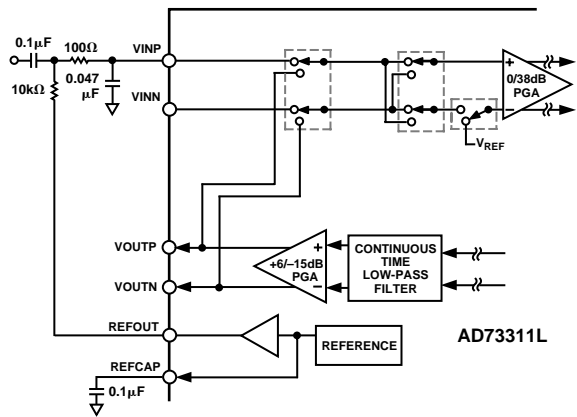 0.1μF
100Ω
VINP
0.047
μF
10kΩ
VINN
+
0/38dB
PGA
−
VREF
VOUTP
+
+6/–15dB
PGA
−
CONTINUOUS
TIME
LOW-PASS
FILTER
VOUTN
REFOUT
REFERENCE
AD73311L
REFCAP
0.1μF